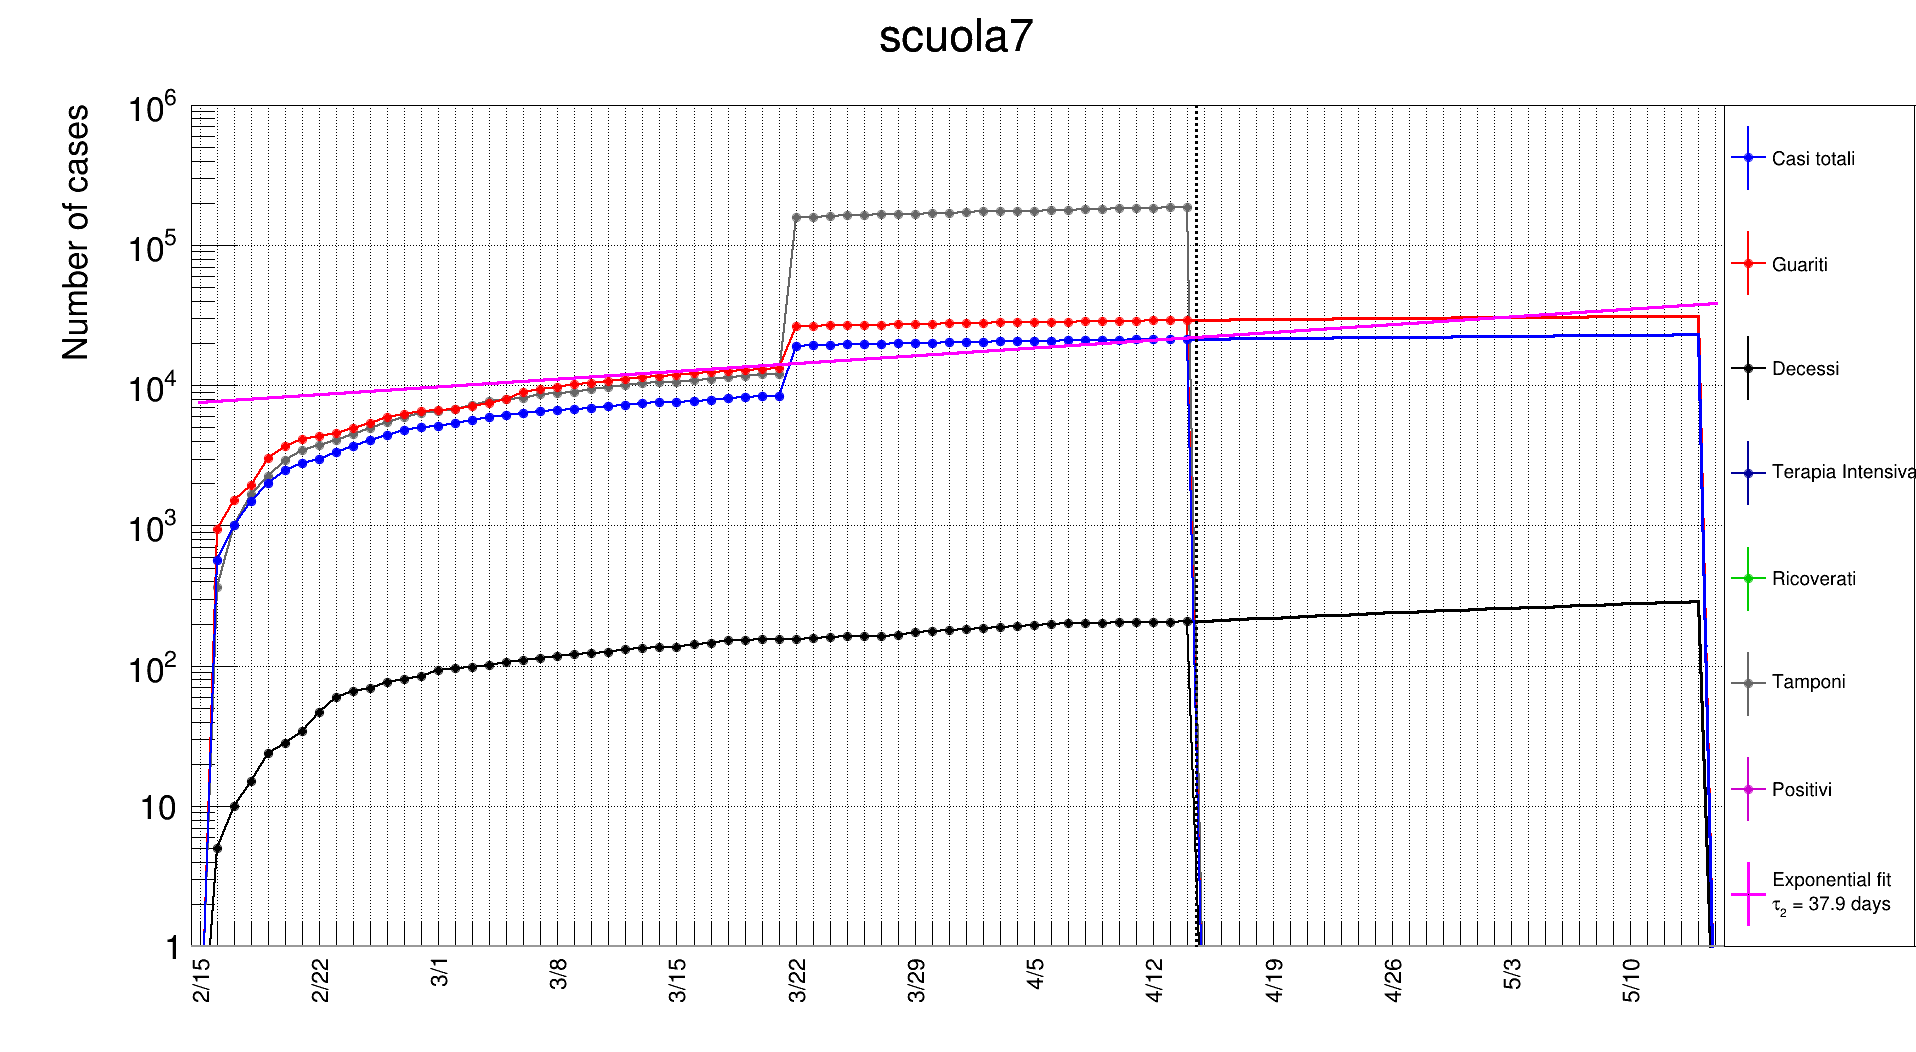 scuola7
Number of cases
10^6
10^5
10^4
10^3
10^2
10
1
2/15
2/22
3/1
3/8
3/15
3/22
3/29
4/5
4/12
4/19
4/26
5/3
5/10
Casi totali
Guariti
Decessi
Terapia Intensiva
Ricoverati
Tamponi
Positivi
Exponential fit
τ_2 = 37.9 days